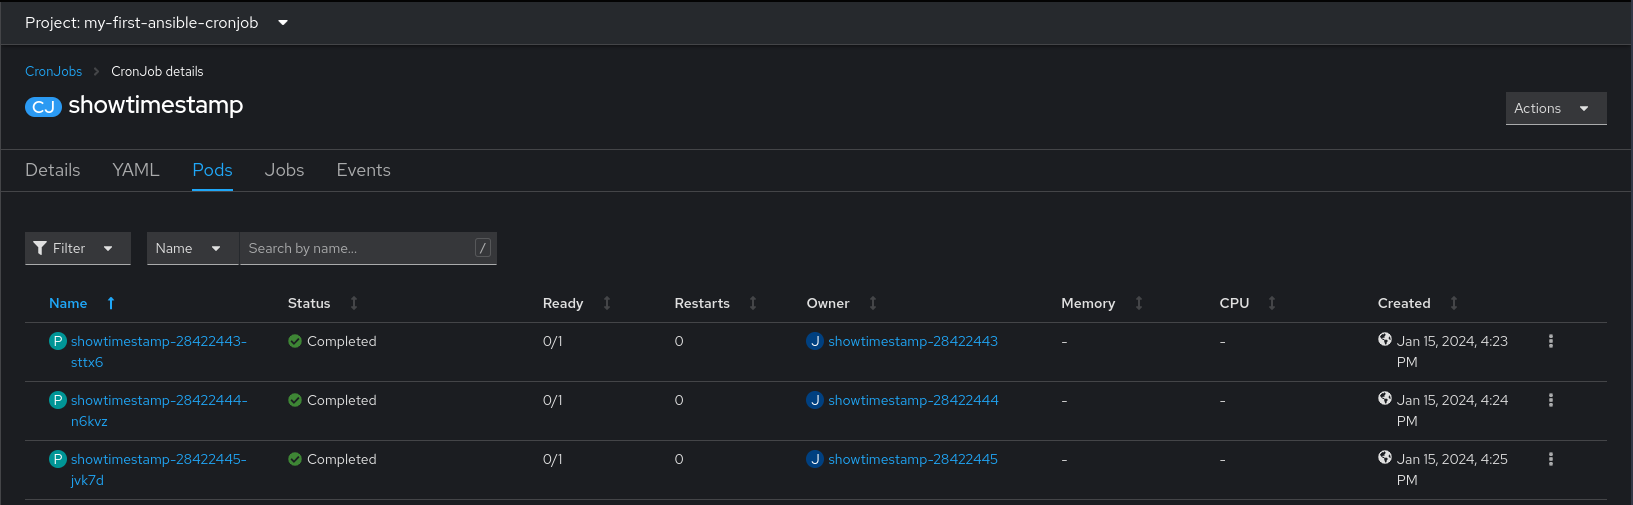 Project: my-first-ansible-cronjob
CronJobs > CronJob details
CJ showtimestamp
Actions
Details YAML Pods Jobs Events
Filter Name Search by name... /
Name Status Ready Restarts Owner Memory CPU Created
P showtimestamp-28422443- Completed 0/1 0 J showtimestamp-28422443 - - Jan 15, 2024, 4:23
sttx6 PM
P showtimestamp-28422444- Completed 0/1 0 J showtimestamp-28422444 - - Jan 15, 2024, 4:24
n6kvz PM
P showtimestamp-28422445- Completed 0/1 0 J showtimestamp-28422445 - - Jan 15, 2024, 4:25
jvk7d PM